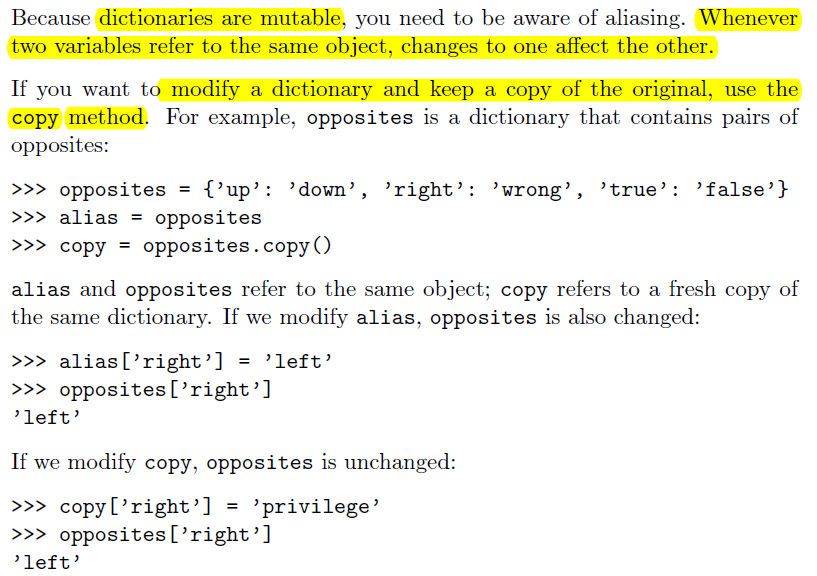 Because dictionaries are mutable, you need to be aware of aliasing. Whenever
two variables refer to the same object, changes to one affect the other.
If you want to modify a dictionary and keep a copy of the original, use the
copy method. For example, opposites is a dictionary that contains pairs of
opposites:
>>> opposites = {’up’: ’down’, ’right’: ’wrong’, ’true’: ’false’}
>>> alias = opposites
>>> copy = opposites.copy()
alias and opposites refer to the same object; copy refers to a fresh copy of
the same dictionary. If we modify alias, opposites is also changed:
>>> alias[’right’] = ’left’
>>> opposites[’right’]
’left’
If we modify copy, opposites is unchanged:
>>> copy[’right’] = ’privilege’
>>> opposites[’right’]
’left’